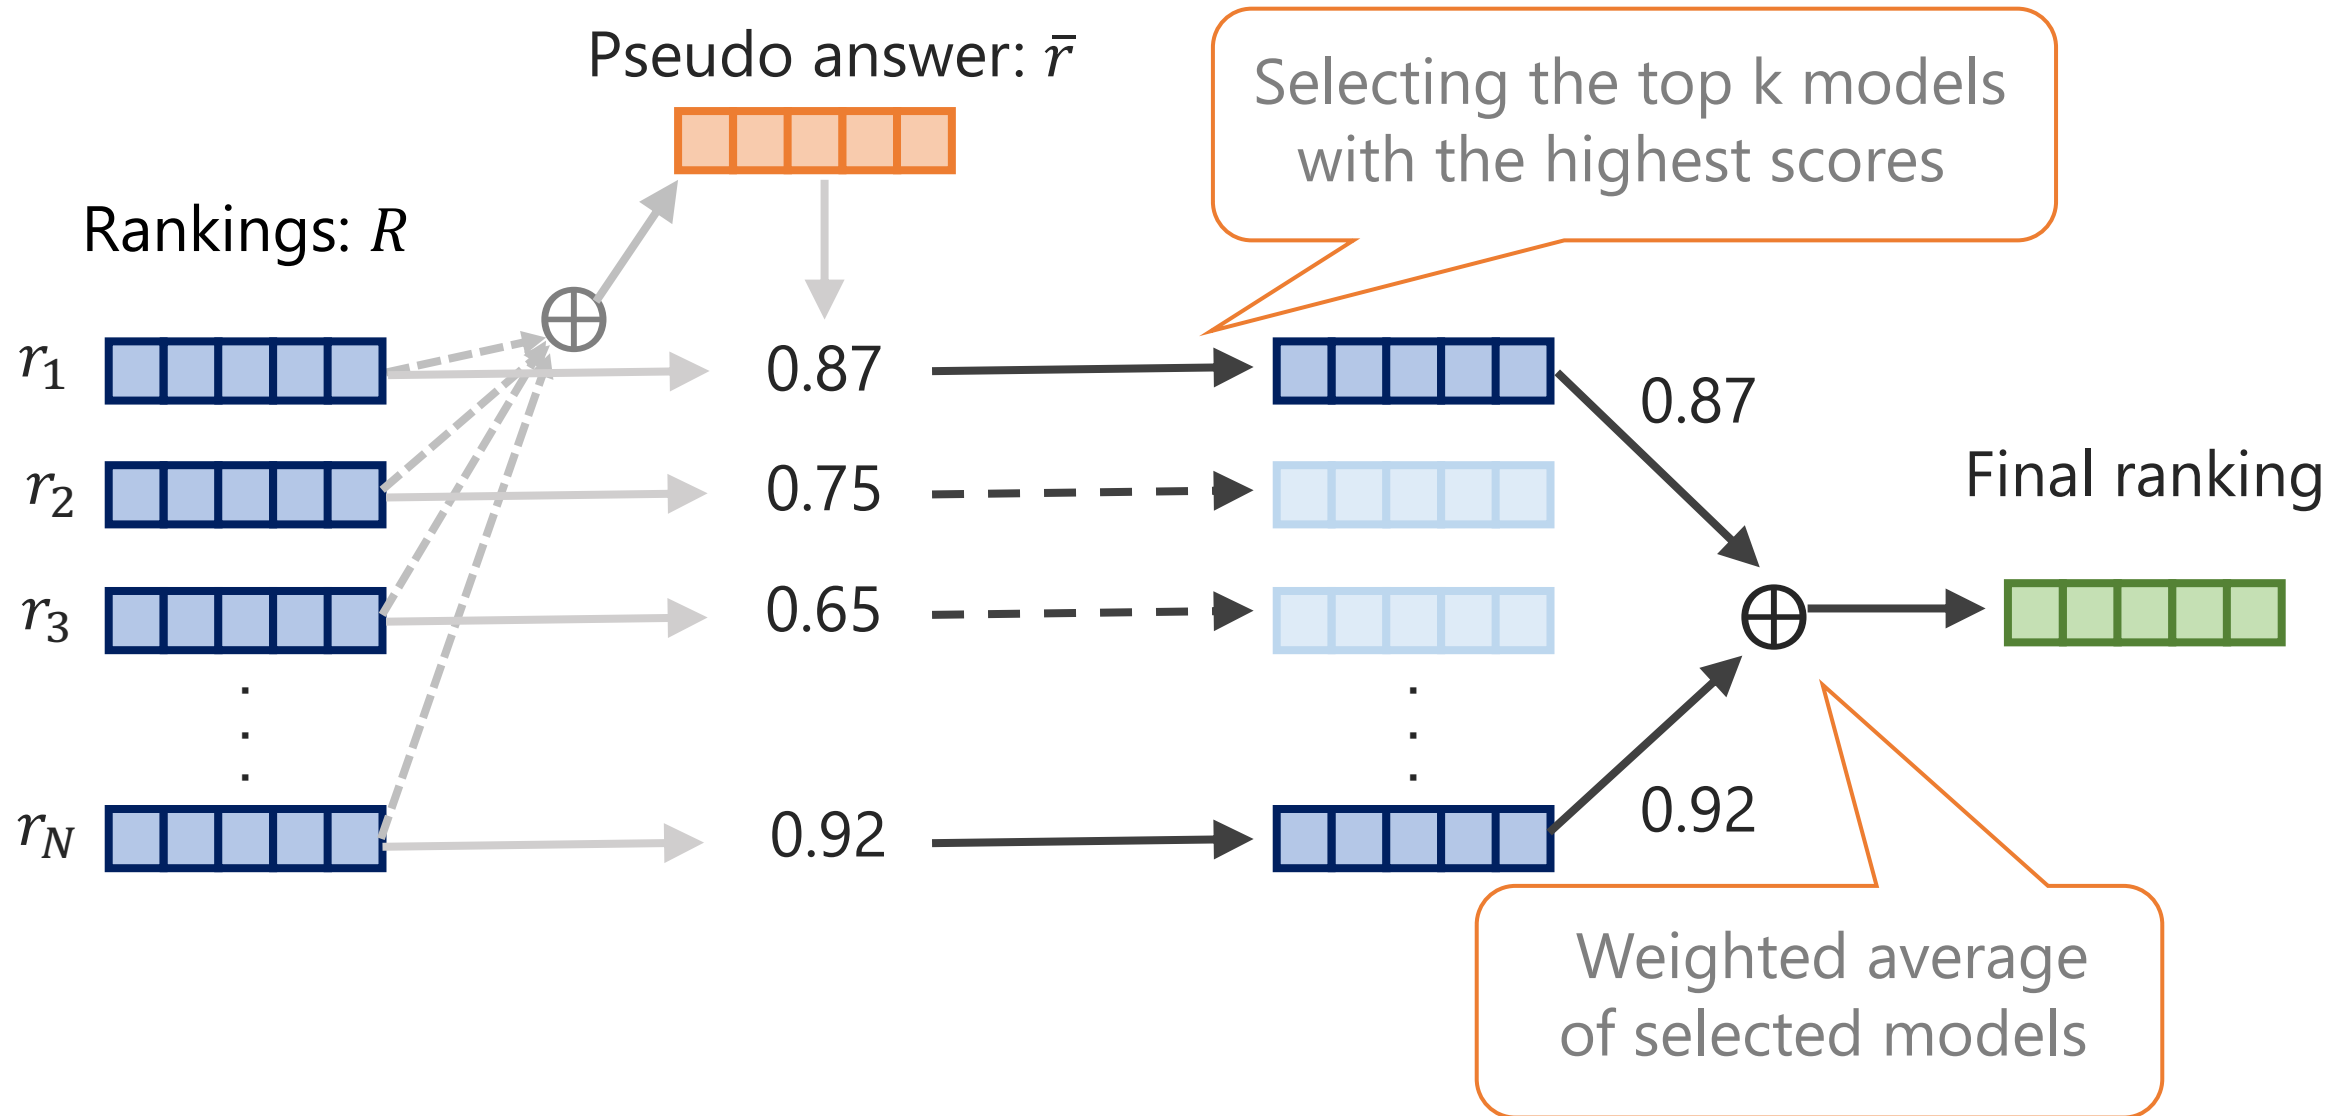 Pseudo answer: r̄
Selecting the top k models
with the highest scores
Rankings: R
r₁
0.87
0.87
r₂
0.75
Final ranking
r₃
0.65
.
.
.
.
.
.
r_N
0.92
0.92
Weighted average
of selected models